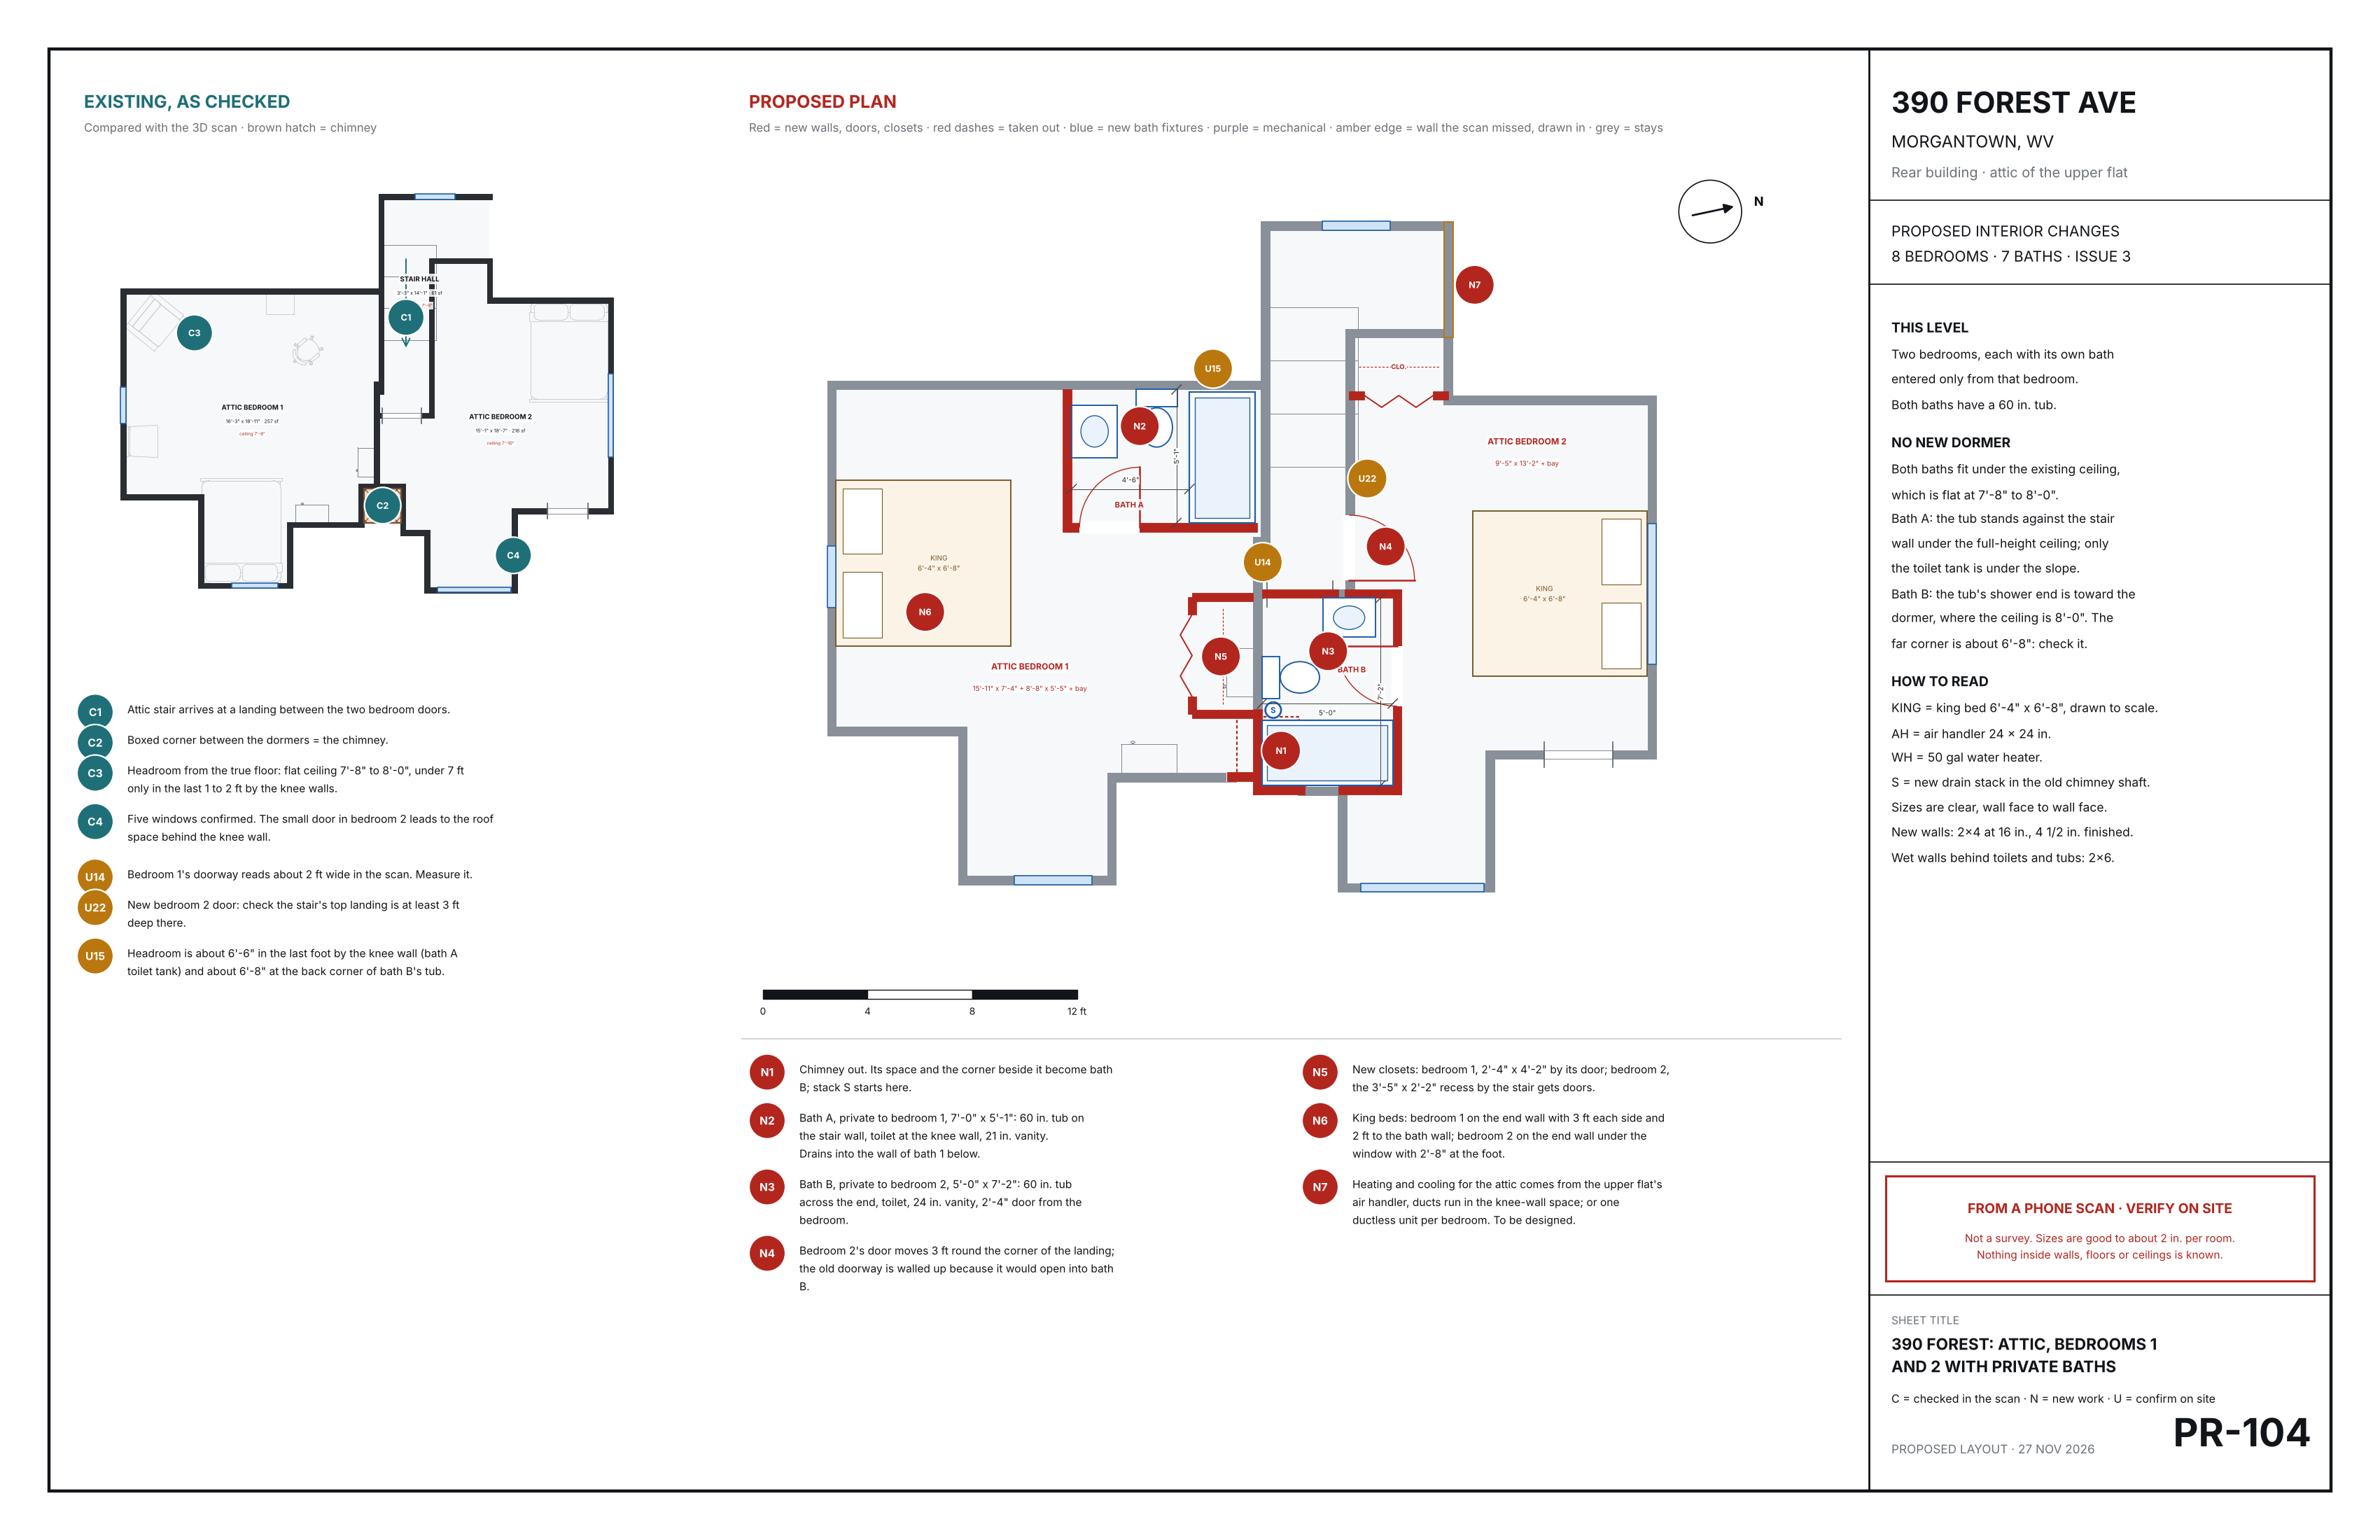 EXISTING, AS CHECKED
Compared with the 3D scan · brown hatch = chimney
STAIR HALL
3'-3" x 14'-1" · 61 sf
7'-8"
C1
C3
ATTIC BEDROOM 1
16'-3" x 18'-11" · 257 sf
ceiling 7'-8"
ATTIC BEDROOM 2
15'-1" x 18'-7" · 216 sf
ceiling 7'-10"
C2
C4
C1
Attic stair arrives at a landing between the two bedroom doors.
C2
Boxed corner between the dormers = the chimney.
C3
Headroom from the true floor: flat ceiling 7'-8" to 8'-0", under 7 ft
only in the last 1 to 2 ft by the knee walls.
C4
Five windows confirmed. The small door in bedroom 2 leads to the roof
space behind the knee wall.
U14
Bedroom 1's doorway reads about 2 ft wide in the scan. Measure it.
U22
New bedroom 2 door: check the stair's top landing is at least 3 ft
deep there.
U15
Headroom is about 6'-6" in the last foot by the knee wall (bath A
toilet tank) and about 6'-8" at the back corner of bath B's tub.
PROPOSED PLAN
Red = new walls, doors, closets · red dashes = taken out · blue = new bath fixtures · purple = mechanical · amber edge = wall the scan missed, drawn in · grey = stays
N
N7
U15
CLO.
N2
5'-1"
4'-6"
BATH A
U22
ATTIC BEDROOM 2
9'-5" x 13'-2" + bay
N4
U14
KING
6'-4" x 6'-8"
KING
6'-4" x 6'-8"
N6
N5
N3
BATH B
ATTIC BEDROOM 1
15'-11" x 7'-4" + 8'-8" x 5'-5" + bay
7'-2"
S
5'-0"
N1
0
4
8
12 ft
N1
Chimney out. Its space and the corner beside it become bath
B; stack S starts here.
N2
Bath A, private to bedroom 1, 7'-0" x 5'-1": 60 in. tub on
the stair wall, toilet at the knee wall, 21 in. vanity.
Drains into the wall of bath 1 below.
N3
Bath B, private to bedroom 2, 5'-0" x 7'-2": 60 in. tub
across the end, toilet, 24 in. vanity, 2'-4" door from the
bedroom.
N4
Bedroom 2's door moves 3 ft round the corner of the landing;
the old doorway is walled up because it would open into bath
B.
N5
New closets: bedroom 1, 2'-4" x 4'-2" by its door; bedroom 2,
the 3'-5" x 2'-2" recess by the stair gets doors.
N6
King beds: bedroom 1 on the end wall with 3 ft each side and
2 ft to the bath wall; bedroom 2 on the end wall under the
window with 2'-8" at the foot.
N7
Heating and cooling for the attic comes from the upper flat's
air handler, ducts run in the knee-wall space; or one
ductless unit per bedroom. To be designed.
390 FOREST AVE
MORGANTOWN, WV
Rear building · attic of the upper flat
PROPOSED INTERIOR CHANGES
8 BEDROOMS · 7 BATHS · ISSUE 3
THIS LEVEL
Two bedrooms, each with its own bath
entered only from that bedroom.
Both baths have a 60 in. tub.
NO NEW DORMER
Both baths fit under the existing ceiling,
which is flat at 7'-8" to 8'-0".
Bath A: the tub stands against the stair
wall under the full-height ceiling; only
the toilet tank is under the slope.
Bath B: the tub's shower end is toward the
dormer, where the ceiling is 8'-0". The
far corner is about 6'-8": check it.
HOW TO READ
KING = king bed 6'-4" x 6'-8", drawn to scale.
AH = air handler 24 × 24 in.
WH = 50 gal water heater.
S = new drain stack in the old chimney shaft.
Sizes are clear, wall face to wall face.
New walls: 2×4 at 16 in., 4 1/2 in. finished.
Wet walls behind toilets and tubs: 2×6.
FROM A PHONE SCAN · VERIFY ON SITE
Not a survey. Sizes are good to about 2 in. per room.
Nothing inside walls, floors or ceilings is known.
SHEET TITLE
390 FOREST: ATTIC, BEDROOMS 1
AND 2 WITH PRIVATE BATHS
C = checked in the scan · N = new work · U = confirm on site
PROPOSED LAYOUT · 27 NOV 2026
PR-104